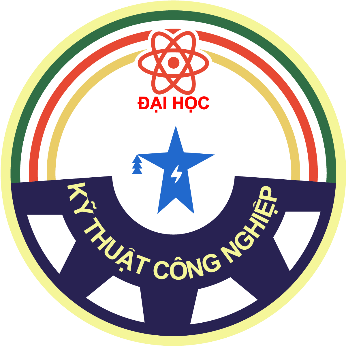 ĐẠI HỌC
KỸ THUẬT CÔNG NGHIỆP